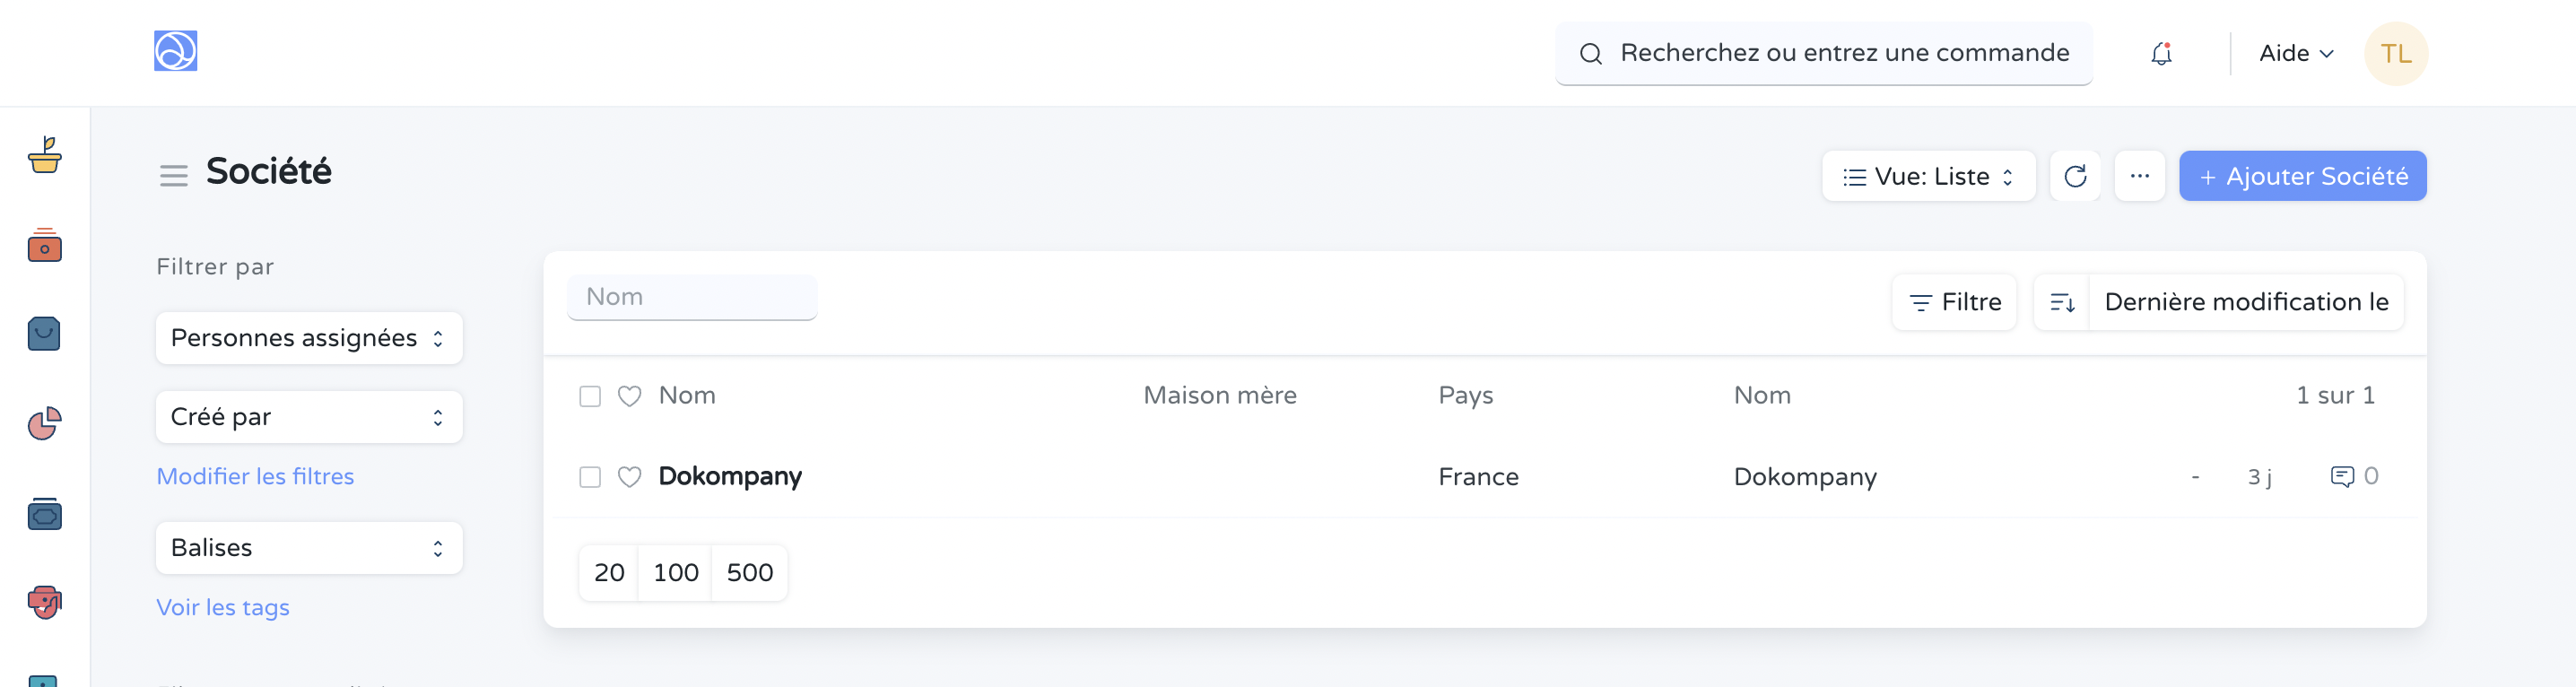 Recherchez ou entrez une commande
Aide
TL
Société
Vue: Liste
...
+ Ajouter Société
Filtrer par
Personnes assignées
Créé par
Modifier les filtres
Balises
Voir les tags
Nom
Filtre
Dernière modification le
Nom Maison mère Pays Nom 1 sur 1
Dokompany France Dokompany - 3 j 0
20 100 500